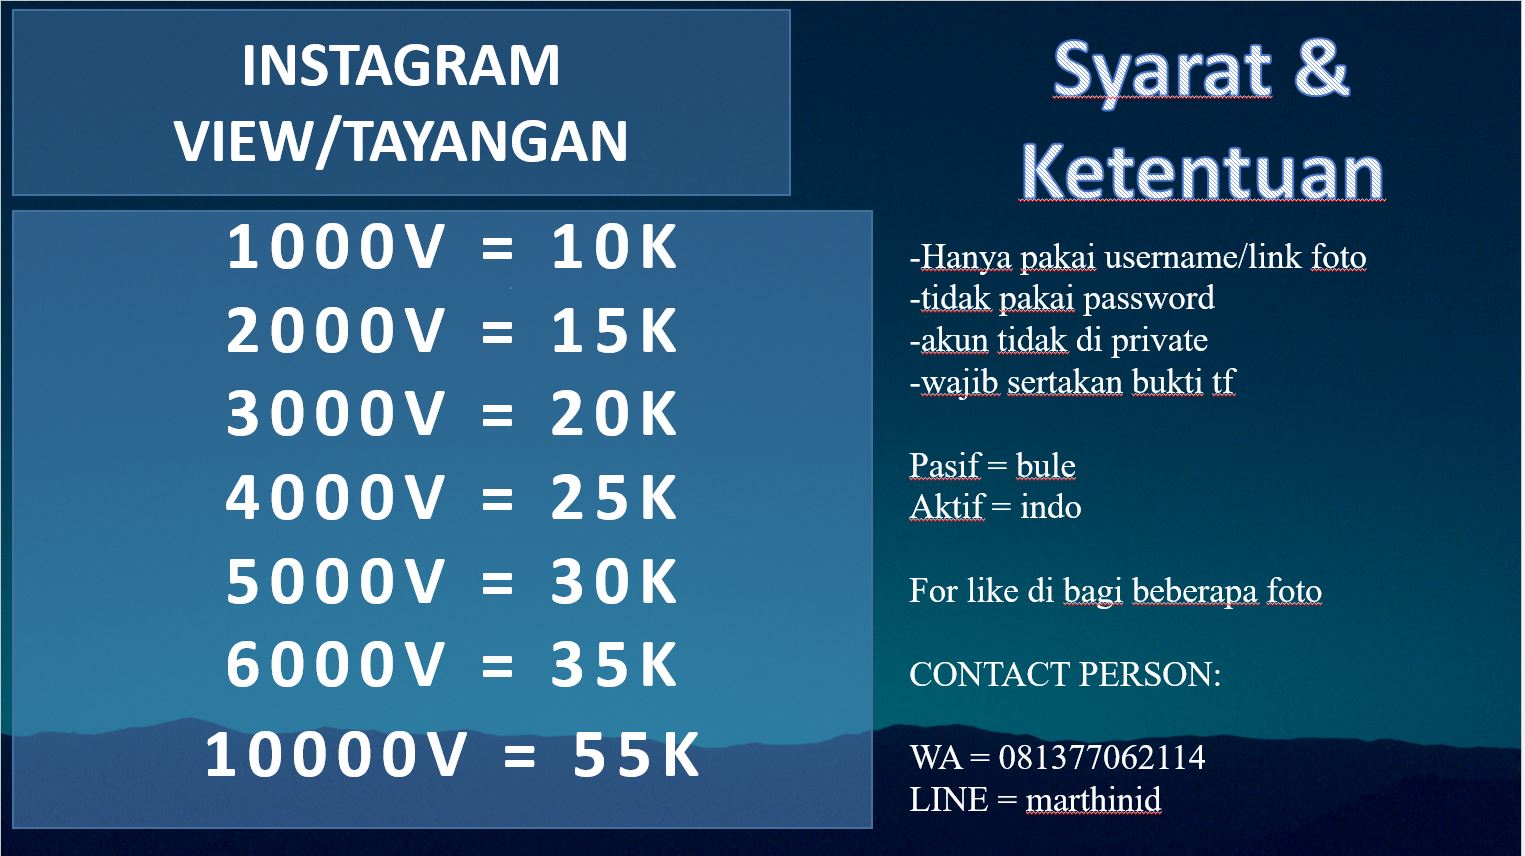 INSTAGRAM
VIEW/TAYANGAN
1000V = 10K
2000V = 15K
3000V = 20K
4000V = 25K
5000V = 30K
6000V = 35K
10000V = 55K
Syarat &
Ketentuan
-Hanya pakai username/link foto
-tidak pakai password
-akun tidak di private
-wajib sertakan bukti tf
Pasif = bule
Aktif = indo
For like di bagi beberapa foto
CONTACT PERSON:
WA = 081377062114
LINE = marthinid